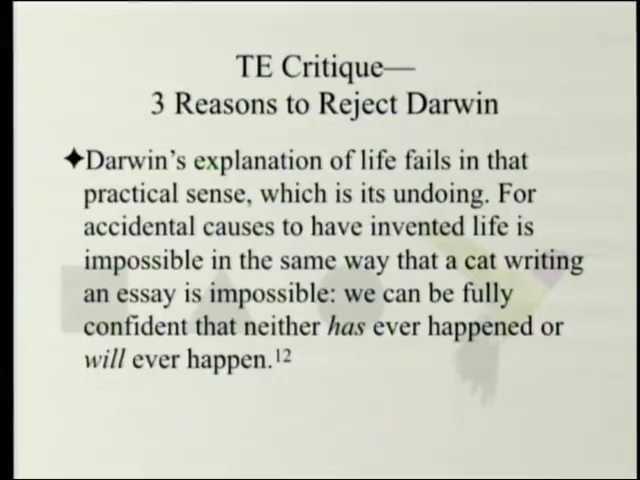 TE Critique—
3 Reasons to Reject Darwin
✦Darwin's explanation of life fails in that
practical sense, which is its undoing. For
accidental causes to have invented life is
impossible in the same way that a cat writing
an essay is impossible: we can be fully
confident that neither has ever happened or
will ever happen.12